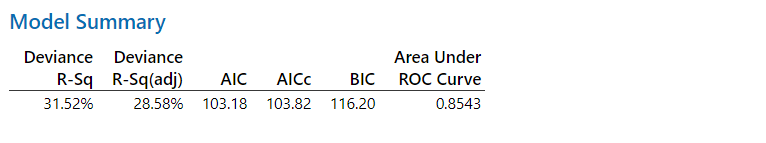 Model Summary
Deviance Deviance Area Under
R-Sq R-Sq(adj) AIC AICc BIC ROC Curve
31.52% 28.58% 103.18 103.82 116.20 0.8543